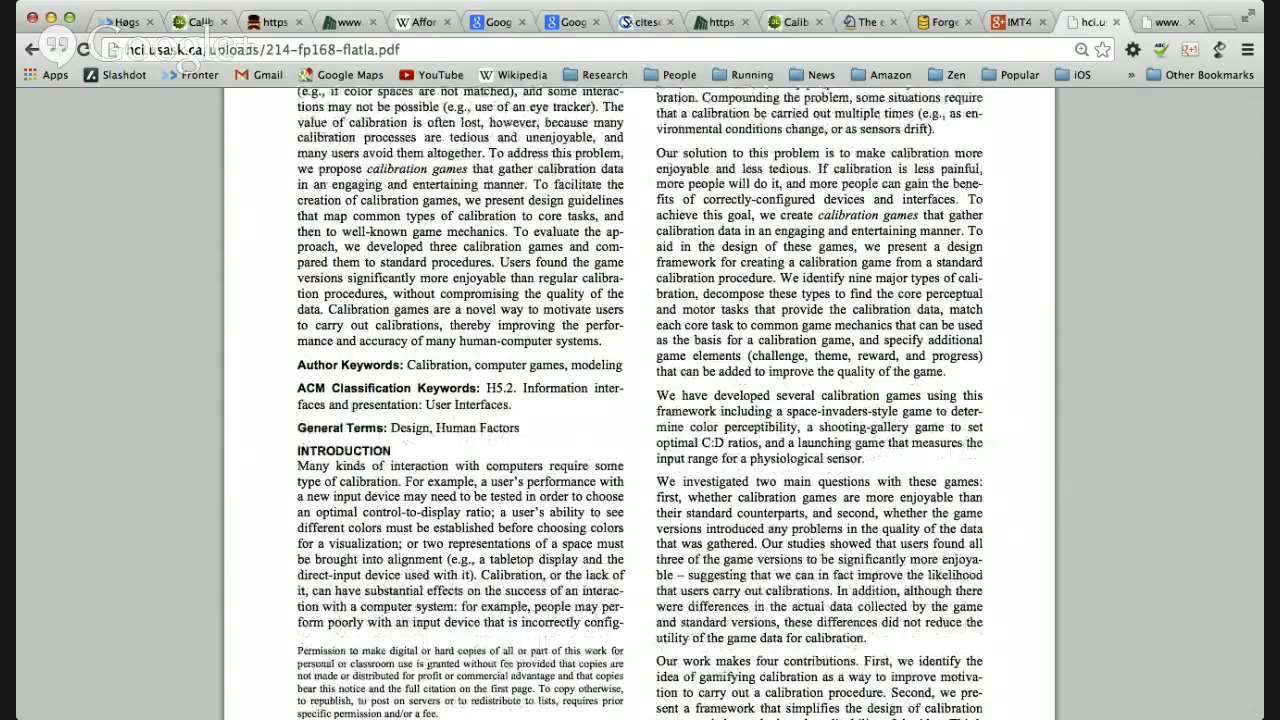 Høgs
Calib
https
www.
Affor
Goog
Goog
cites
https
Calib
The
Forge
IMT4
hci.u
www.
Google+
hci.usask.ca/uploads/214-fp168-flatla.pdf
Apps
Slashdot
Fronter
Gmail
Google Maps
YouTube
Wikipedia
Research
People
Running
News
Amazon
Zen
Popular
iOS
»
Other Bookmarks
(e.g., if color spaces are not matched), and some interac-
tions may not be possible (e.g., use of an eye tracker). The
value of calibration is often lost, however, because many
calibration processes are tedious and unenjoyable, and
many users avoid them altogether. To address this problem,
we propose calibration games that gather calibration data
in an engaging and entertaining manner. To facilitate the
creation of calibration games, we present design guidelines
that map common types of calibration to core tasks, and
then to well-known game mechanics. To evaluate the ap-
proach, we developed three calibration games and com-
pared them to standard procedures. Users found the game
versions significantly more enjoyable than regular calibra-
tion procedures, without compromising the quality of the
data. Calibration games are a novel way to motivate users
to carry out calibrations, thereby improving the perfor-
mance and accuracy of many human-computer systems.
Author Keywords: Calibration, computer games, modeling
ACM Classification Keywords: H5.2. Information inter-
faces and presentation: User Interfaces.
General Terms: Design, Human Factors
INTRODUCTION
Many kinds of interaction with computers require some
type of calibration. For example, a user’s performance with
a new input device may need to be tested in order to choose
an optimal control-to-display ratio; a user’s ability to see
different colors must be established before choosing colors
for a visualization; or two representations of a space must
be brought into alignment (e.g., a tabletop display and the
direct-input device used with it). Calibration, or the lack of
it, can have substantial effects on the success of an interac-
tion with a computer system: for example, people may per-
form poorly with an input device that is incorrectly config-
Permission to make digital or hard copies of all or part of this work for
personal or classroom use is granted without fee provided that copies are
not made or distributed for profit or commercial advantage and that copies
bear this notice and the full citation on the first page. To copy otherwise,
to republish, to post on servers or to redistribute to lists, requires prior
specific permission and/or a fee.
bration. Compounding the problem, some situations require
that a calibration be carried out multiple times (e.g., as en-
vironmental conditions change, or as sensors drift).
Our solution to this problem is to make calibration more
enjoyable and less tedious. If calibration is less painful,
more people will do it, and more people can gain the bene-
fits of correctly-configured devices and interfaces. To
achieve this goal, we create calibration games that gather
calibration data in an engaging and entertaining manner. To
aid in the design of these games, we present a design
framework for creating a calibration game from a standard
calibration procedure. We identify nine major types of cali-
bration, decompose these types to find the core perceptual
and motor tasks that provide the calibration data, match
each core task to common game mechanics that can be used
as the basis for a calibration game, and specify additional
game elements (challenge, theme, reward, and progress)
that can be added to improve the quality of the game.
We have developed several calibration games using this
framework including a space-invaders-style game to deter-
mine color perceptibility, a shooting-gallery game to set
optimal C:D ratios, and a launching game that measures the
input range for a physiological sensor.
We investigated two main questions with these games:
first, whether calibration games are more enjoyable than
their standard counterparts, and second, whether the game
versions introduced any problems in the quality of the data
that was gathered. Our studies showed that users found all
three of the game versions to be significantly more enjoya-
ble – suggesting that we can in fact improve the likelihood
that users carry out calibrations. In addition, although there
were differences in the actual data collected by the game
and standard versions, these differences did not reduce the
utility of the game data for calibration.
Our work makes four contributions. First, we identify the
idea of gamifying calibration as a way to improve motiva-
tion to carry out a calibration procedure. Second, we pre-
sent a framework that simplifies the design of calibration